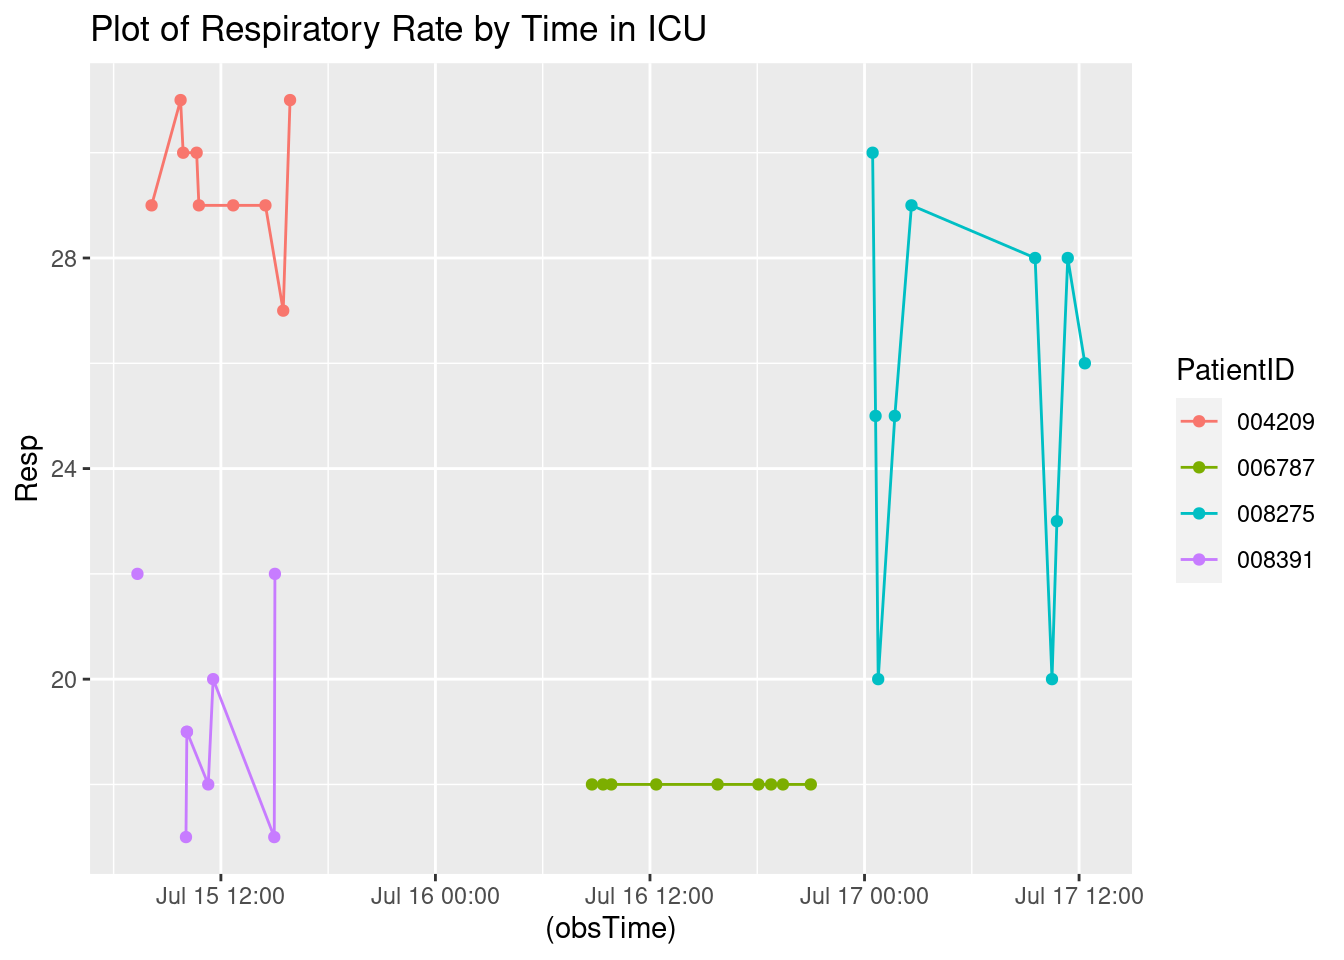 Plot of Respiratory Rate by Time in ICU
Resp
28
24
20
Jul 15 12:00
Jul 16 00:00
Jul 16 12:00
Jul 17 00:00
Jul 17 12:00
(obsTime)
PatientID
004209
006787
008275
008391